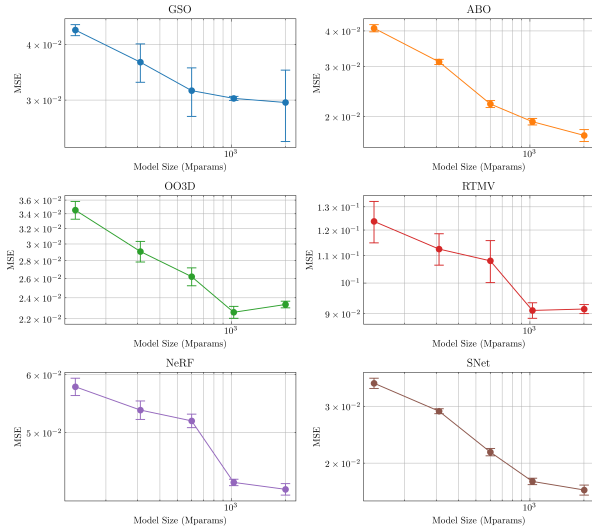 GSO
4 × 10⁻²
3 × 10⁻²
MSE
10³
Model Size (Mparams)
ABO
4 × 10⁻²
3 × 10⁻²
2 × 10⁻²
MSE
10³
Model Size (Mparams)
OO3D
3.6 × 10⁻²
3.4 × 10⁻²
3.2 × 10⁻²
3 × 10⁻²
2.8 × 10⁻²
2.6 × 10⁻²
2.4 × 10⁻²
2.2 × 10⁻²
MSE
10³
Model Size (Mparams)
RTMV
1.3 × 10⁻¹
1.2 × 10⁻¹
1.1 × 10⁻¹
10⁻¹
9 × 10⁻²
MSE
10³
Model Size (Mparams)
NeRF
6 × 10⁻²
5 × 10⁻²
MSE
10³
Model Size (Mparams)
SNet
3 × 10⁻²
2 × 10⁻²
MSE
10³
Model Size (Mparams)